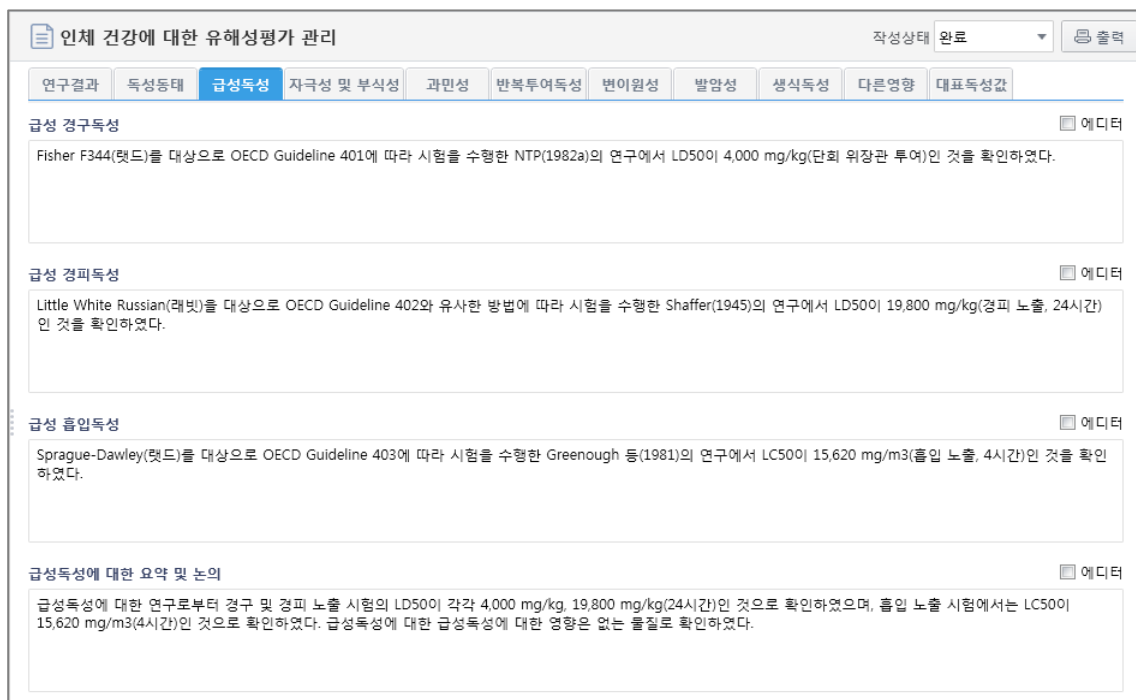 인체 건강에 대한 유해성평가 관리
작성상태 완료 출력
연구결과 독성동태 급성독성 자극성 및 부식성 과민성 반복투여독성 변이원성 발암성 생식독성 다른영향 대표독성값
급성 경구독성 에디터
Fisher F344(랫드)를 대상으로 OECD Guideline 401에 따라 시험을 수행한 NTP(1982a)의 연구에서 LD50이 4,000 mg/kg(단회 위장관 투여)인 것을 확인하였다.
급성 경피독성 에디터
Little White Russian(래빗)을 대상으로 OECD Guideline 402와 유사한 방법에 따라 시험을 수행한 Shaffer(1945)의 연구에서 LD50이 19,800 mg/kg(경피 노출, 24시간)
인 것을 확인하였다.
급성 흡입독성 에디터
Sprague-Dawley(랫드)를 대상으로 OECD Guideline 403에 따라 시험을 수행한 Greenough 등(1981)의 연구에서 LC50이 15,620 mg/m3(흡입 노출, 4시간)인 것을 확인
하였다.
급성독성에 대한 요약 및 논의 에디터
급성독성에 대한 연구로부터 경구 및 경피 노출 시험의 LD50이 각각 4,000 mg/kg, 19,800 mg/kg(24시간)인 것으로 확인하였으며, 흡입 노출 시험에서는 LC50이
15,620 mg/m3(4시간)인 것으로 확인하였다. 급성독성에 대한 급성독성에 대한 영향은 없는 물질로 확인하였다.